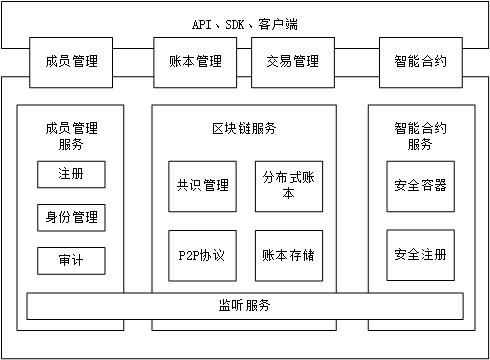 API、SDK、客户端
成员管理
账本管理
交易管理
智能合约
成员管理
服务
注册
身份管理
审计
区块链服务
共识管理
分布式账
本
P2P协议
账本存储
智能合约
服务
安全容器
安全注册
监听服务